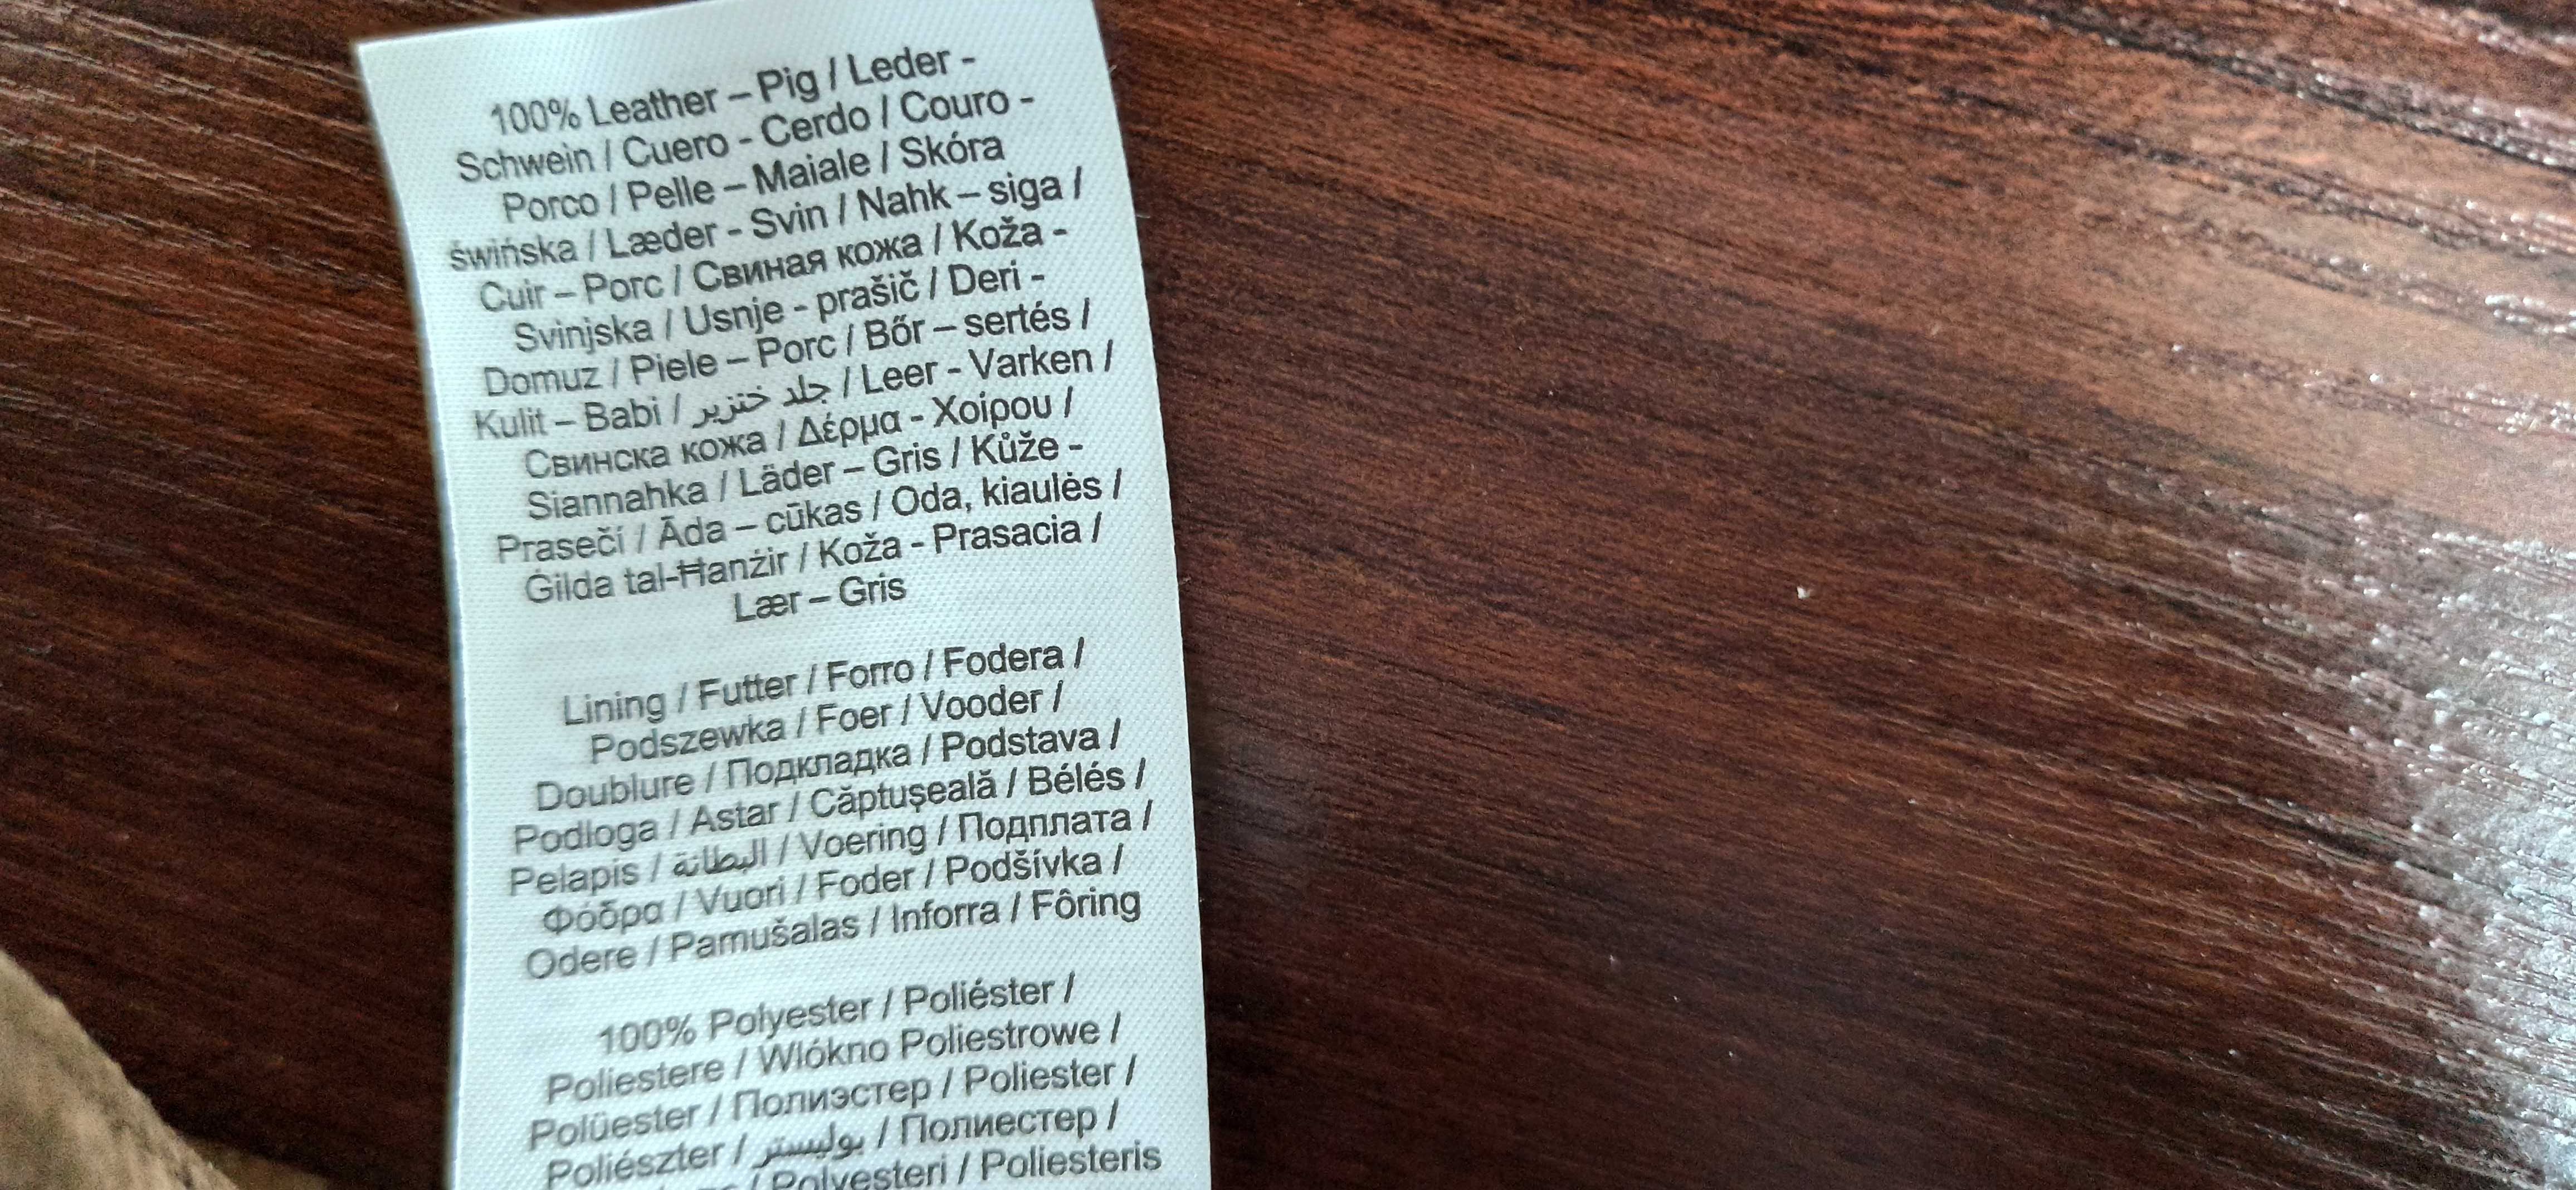 100% Leather – Pig / Leder -
Schwein / Cuero - Cerdo / Couro -
Porco / Pelle – Maiale / Skóra
świńska / Læder - Svin / Nahk – siga /
Cuir – Porc / Свиная кожа / Koža -
Svinjska / Usnje - prašič / Deri -
Domuz / Piele – Porc / Bőr – sertés /
Kulit – Babi / جلد خنزير / Leer - Varken /
Свинска кожа / Δέρμα - Χοίρου /
Siannahka / Läder – Gris / Kůže -
Prasečí / Āda – cūkas / Oda, kiaulės /
Ġilda tal-Ħanżir / Koža - Prasacia /
Lær – Gris
Lining / Futter / Forro / Fodera /
Podszewka / Foer / Vooder /
Doublure / Подкладка / Podstava /
Podloga / Astar / Căptușeală / Bélés /
Pelapis / البطانة / Voering / Подплата /
Φόδρα / Vuori / Foder / Podšívka /
Odere / Pamušalas / Inforra / Fôring
100% Polyester / Poliéster /
Poliestere / Wlókno Poliestrowe /
Polüester / Полиэстер / Poliester /
Poliészter / بوليستر / Полиестер /
/ Polyesteri / Poliesteris